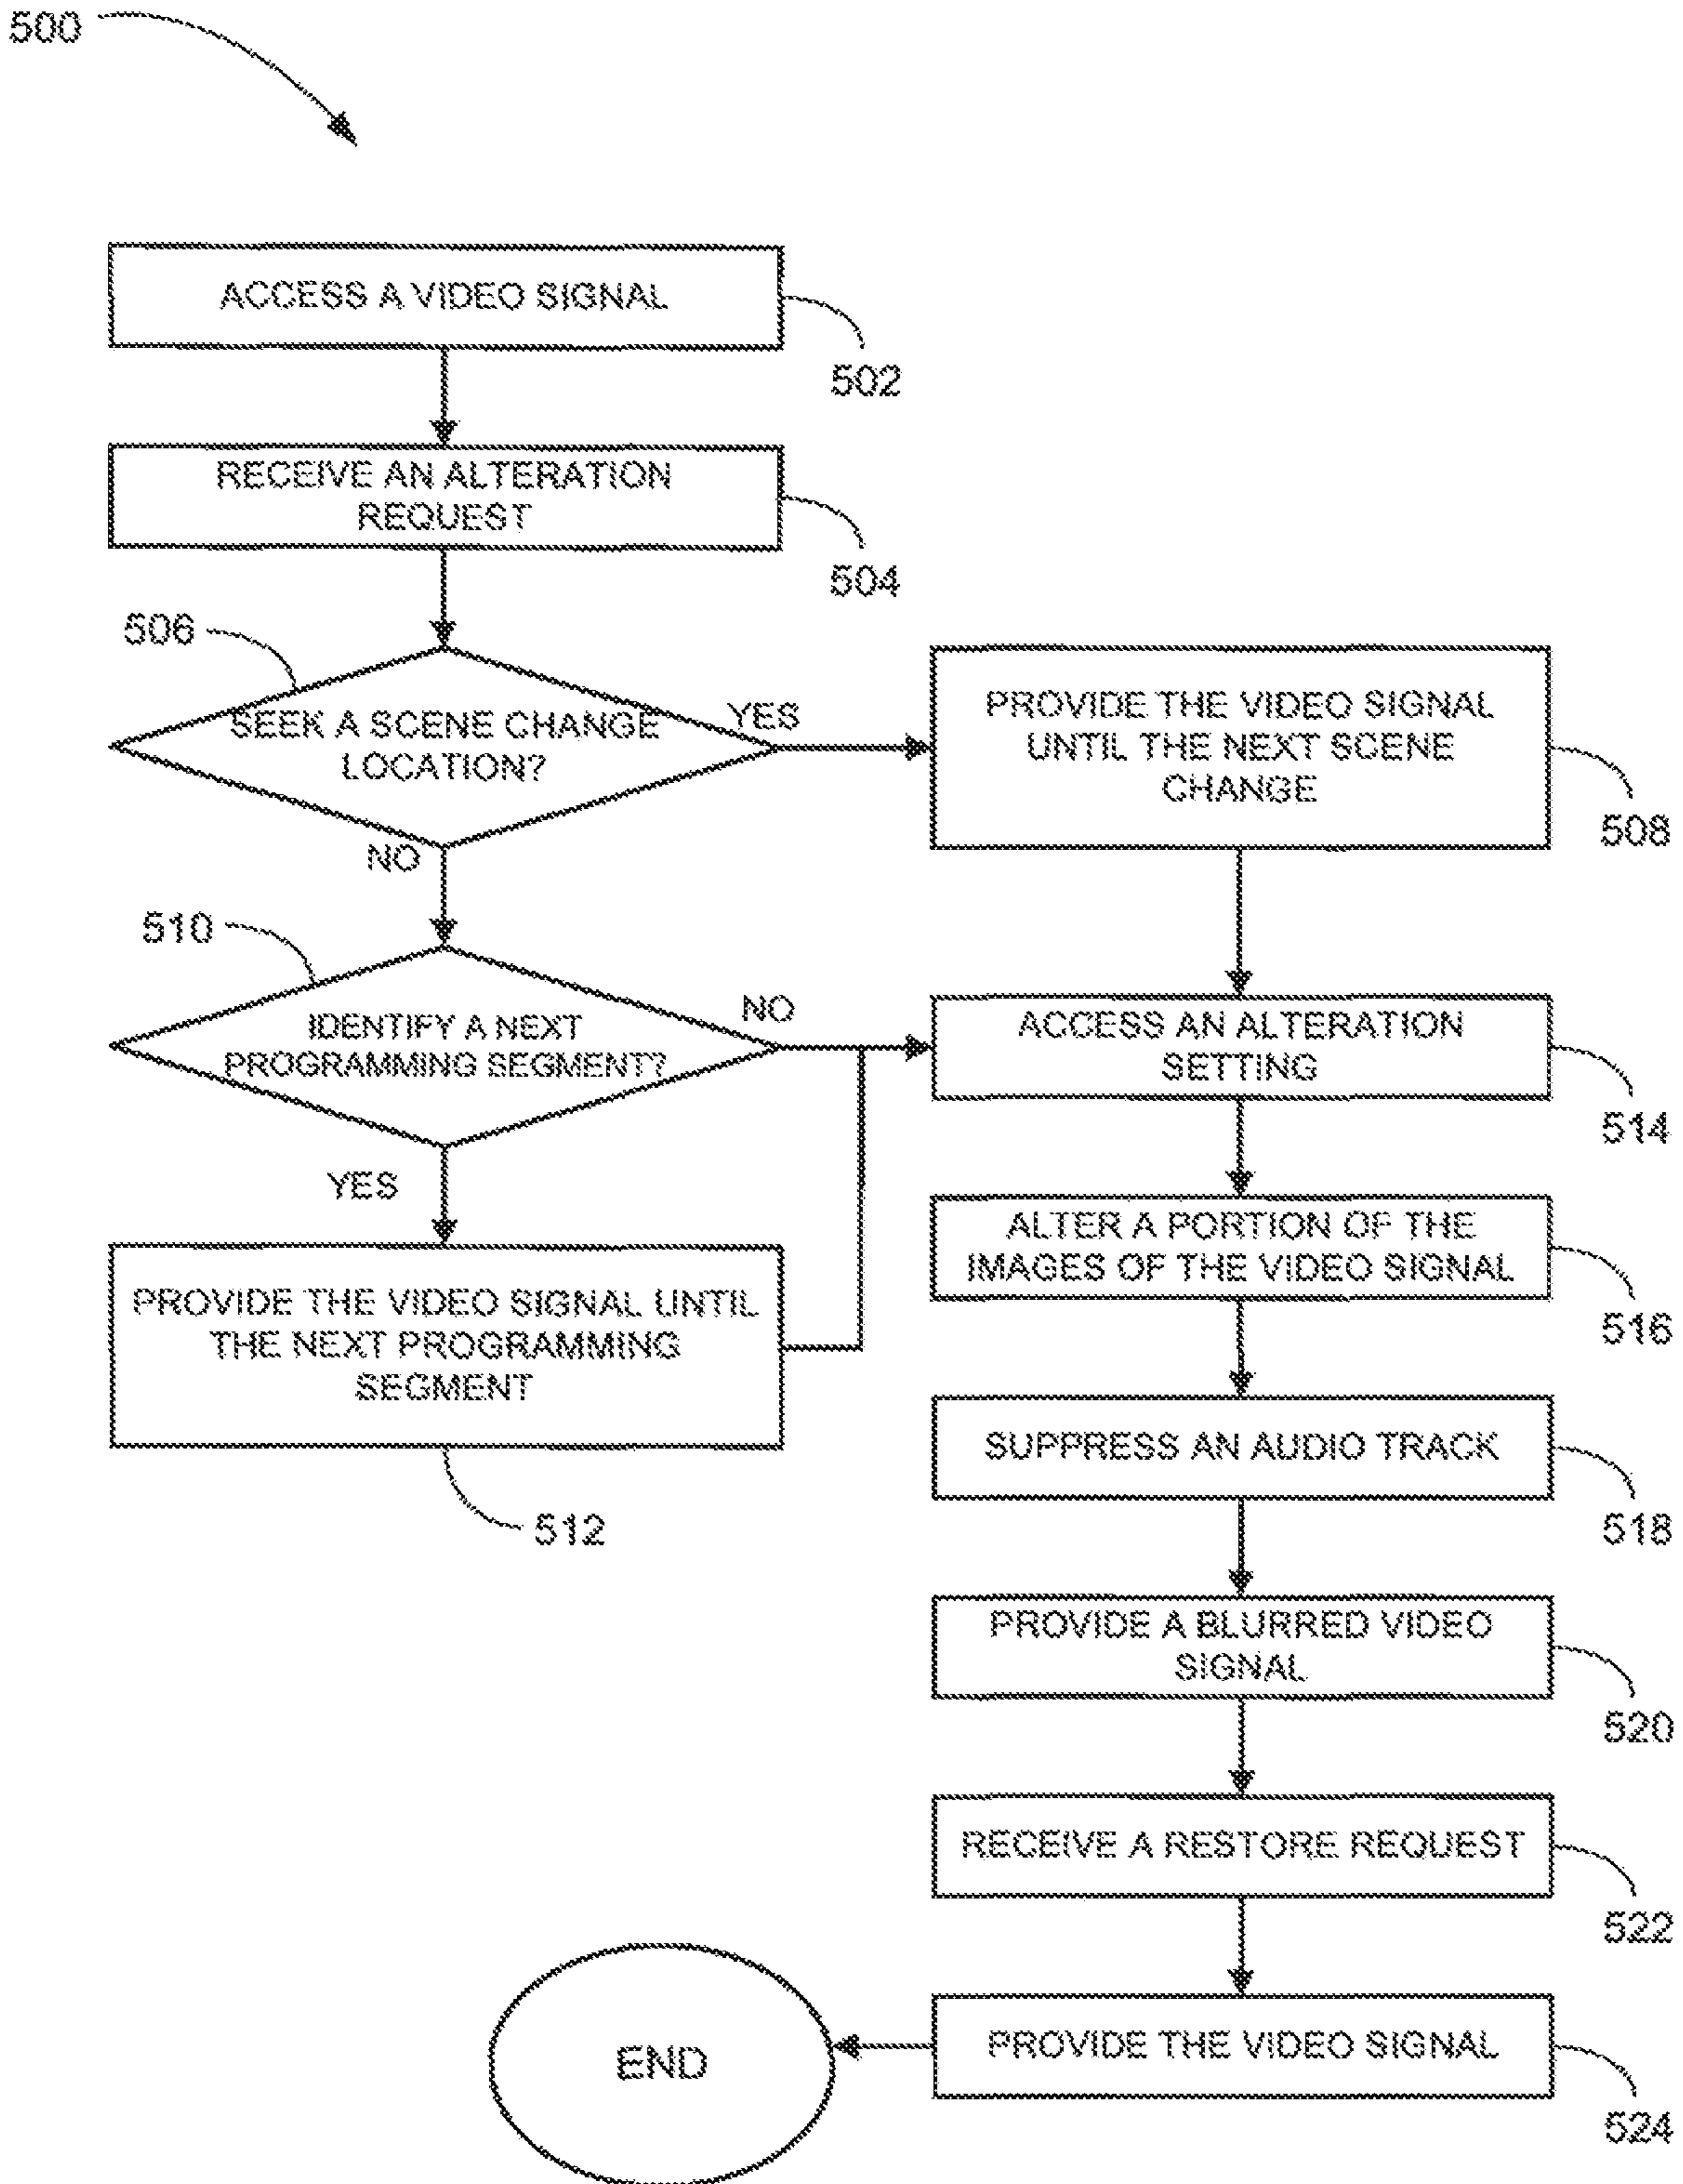 500
ACCESS A VIDEO SIGNAL
502
RECEIVE AN ALTERATION
REQUEST
504
506
SEEK A SCENE CHANGE
LOCATION?
YES
NO
PROVIDE THE VIDEO SIGNAL
UNTIL THE NEXT SCENE
CHANGE
508
510
IDENTIFY A NEXT
PROGRAMMING SEGMENT?
NO
YES
PROVIDE THE VIDEO SIGNAL UNTIL
THE NEXT PROGRAMMING
SEGMENT
512
ACCESS AN ALTERATION
SETTING
514
ALTER A PORTION OF THE
IMAGES OF THE VIDEO SIGNAL
516
SUPPRESS AN AUDIO TRACK
518
PROVIDE A BLURRED VIDEO
SIGNAL
520
RECEIVE A RESTORE REQUEST
522
PROVIDE THE VIDEO SIGNAL
524
END